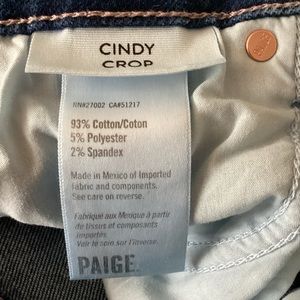 CINDY
CROP
RN#27002 CA#51217
93% Cotton/Coton
5% Polyester
2% Spandex
Made in Mexico of Imported
fabric and components.
See care on reverse.
Fabriqué aux Mexique à partir
de tissus et composants
importés.
Voir le soin sur l'inverse.
PAIGE